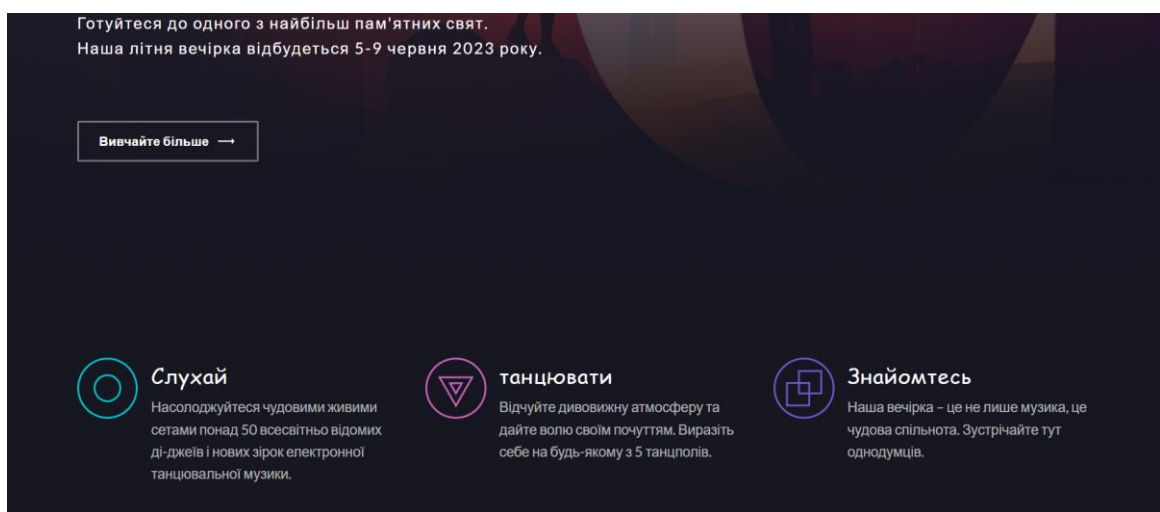 Готуйтеся до одного з найбільш пам'ятних свят.
Наша літня вечірка відбудеться 5-9 червня 2023 року.
Вивчайте більше →
Слухай
Насолоджуйтеся чудовими живими
сетами понад 50 всесвітньо відомих
ді-джеїв і нових зірок електронної
танцювальної музики.
танцювати
Відчуйте дивовижну атмосферу та
дайте волю своїм почуттям. Виразіть
себе на будь-якому з 5 танцполів.
Знайомтесь
Наша вечірка – це не лише музика, це
чудова спільнота. Зустрічайте тут
однодумців.